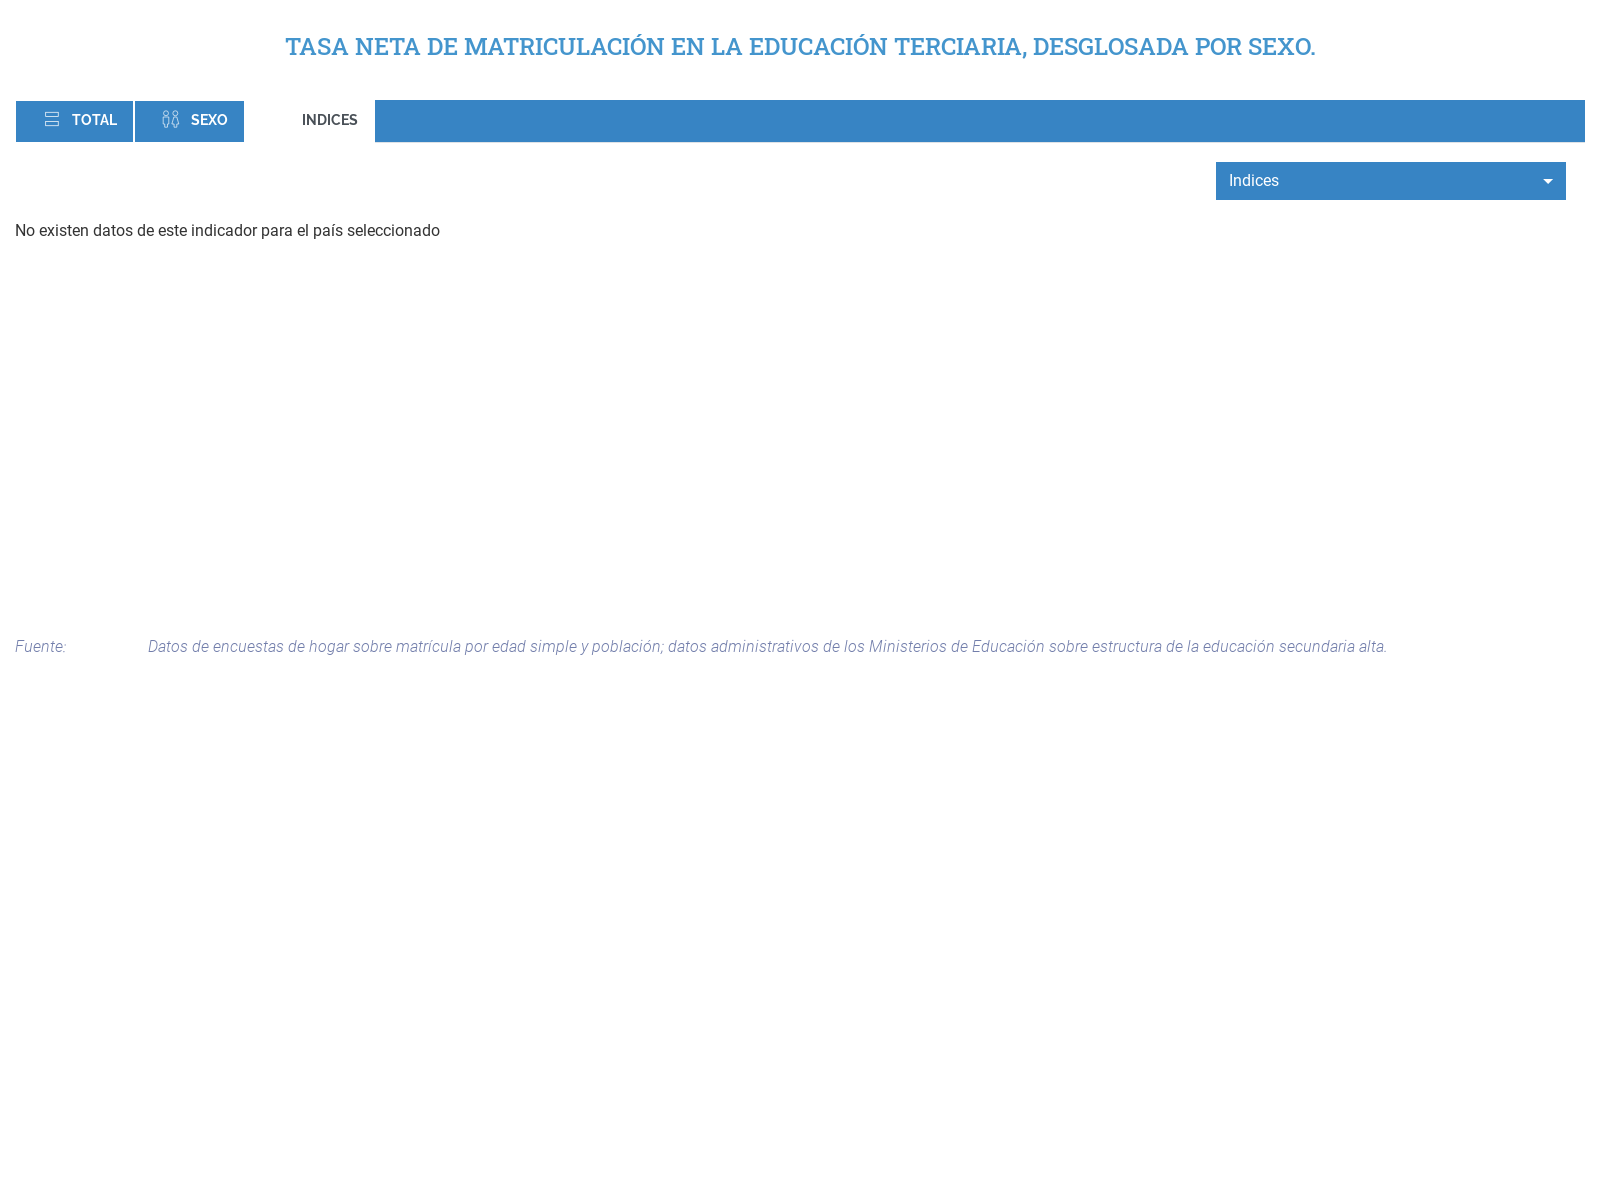 TASA NETA DE MATRICULACIÓN EN LA EDUCACIÓN TERCIARIA, DESGLOSADA POR SEXO.
TOTAL SEXO INDICES
Indices
No existen datos de este indicador para el país seleccionado
Fuente: Datos de encuestas de hogar sobre matrícula por edad simple y población; datos administrativos de los Ministerios de Educación sobre estructura de la educación secundaria alta.